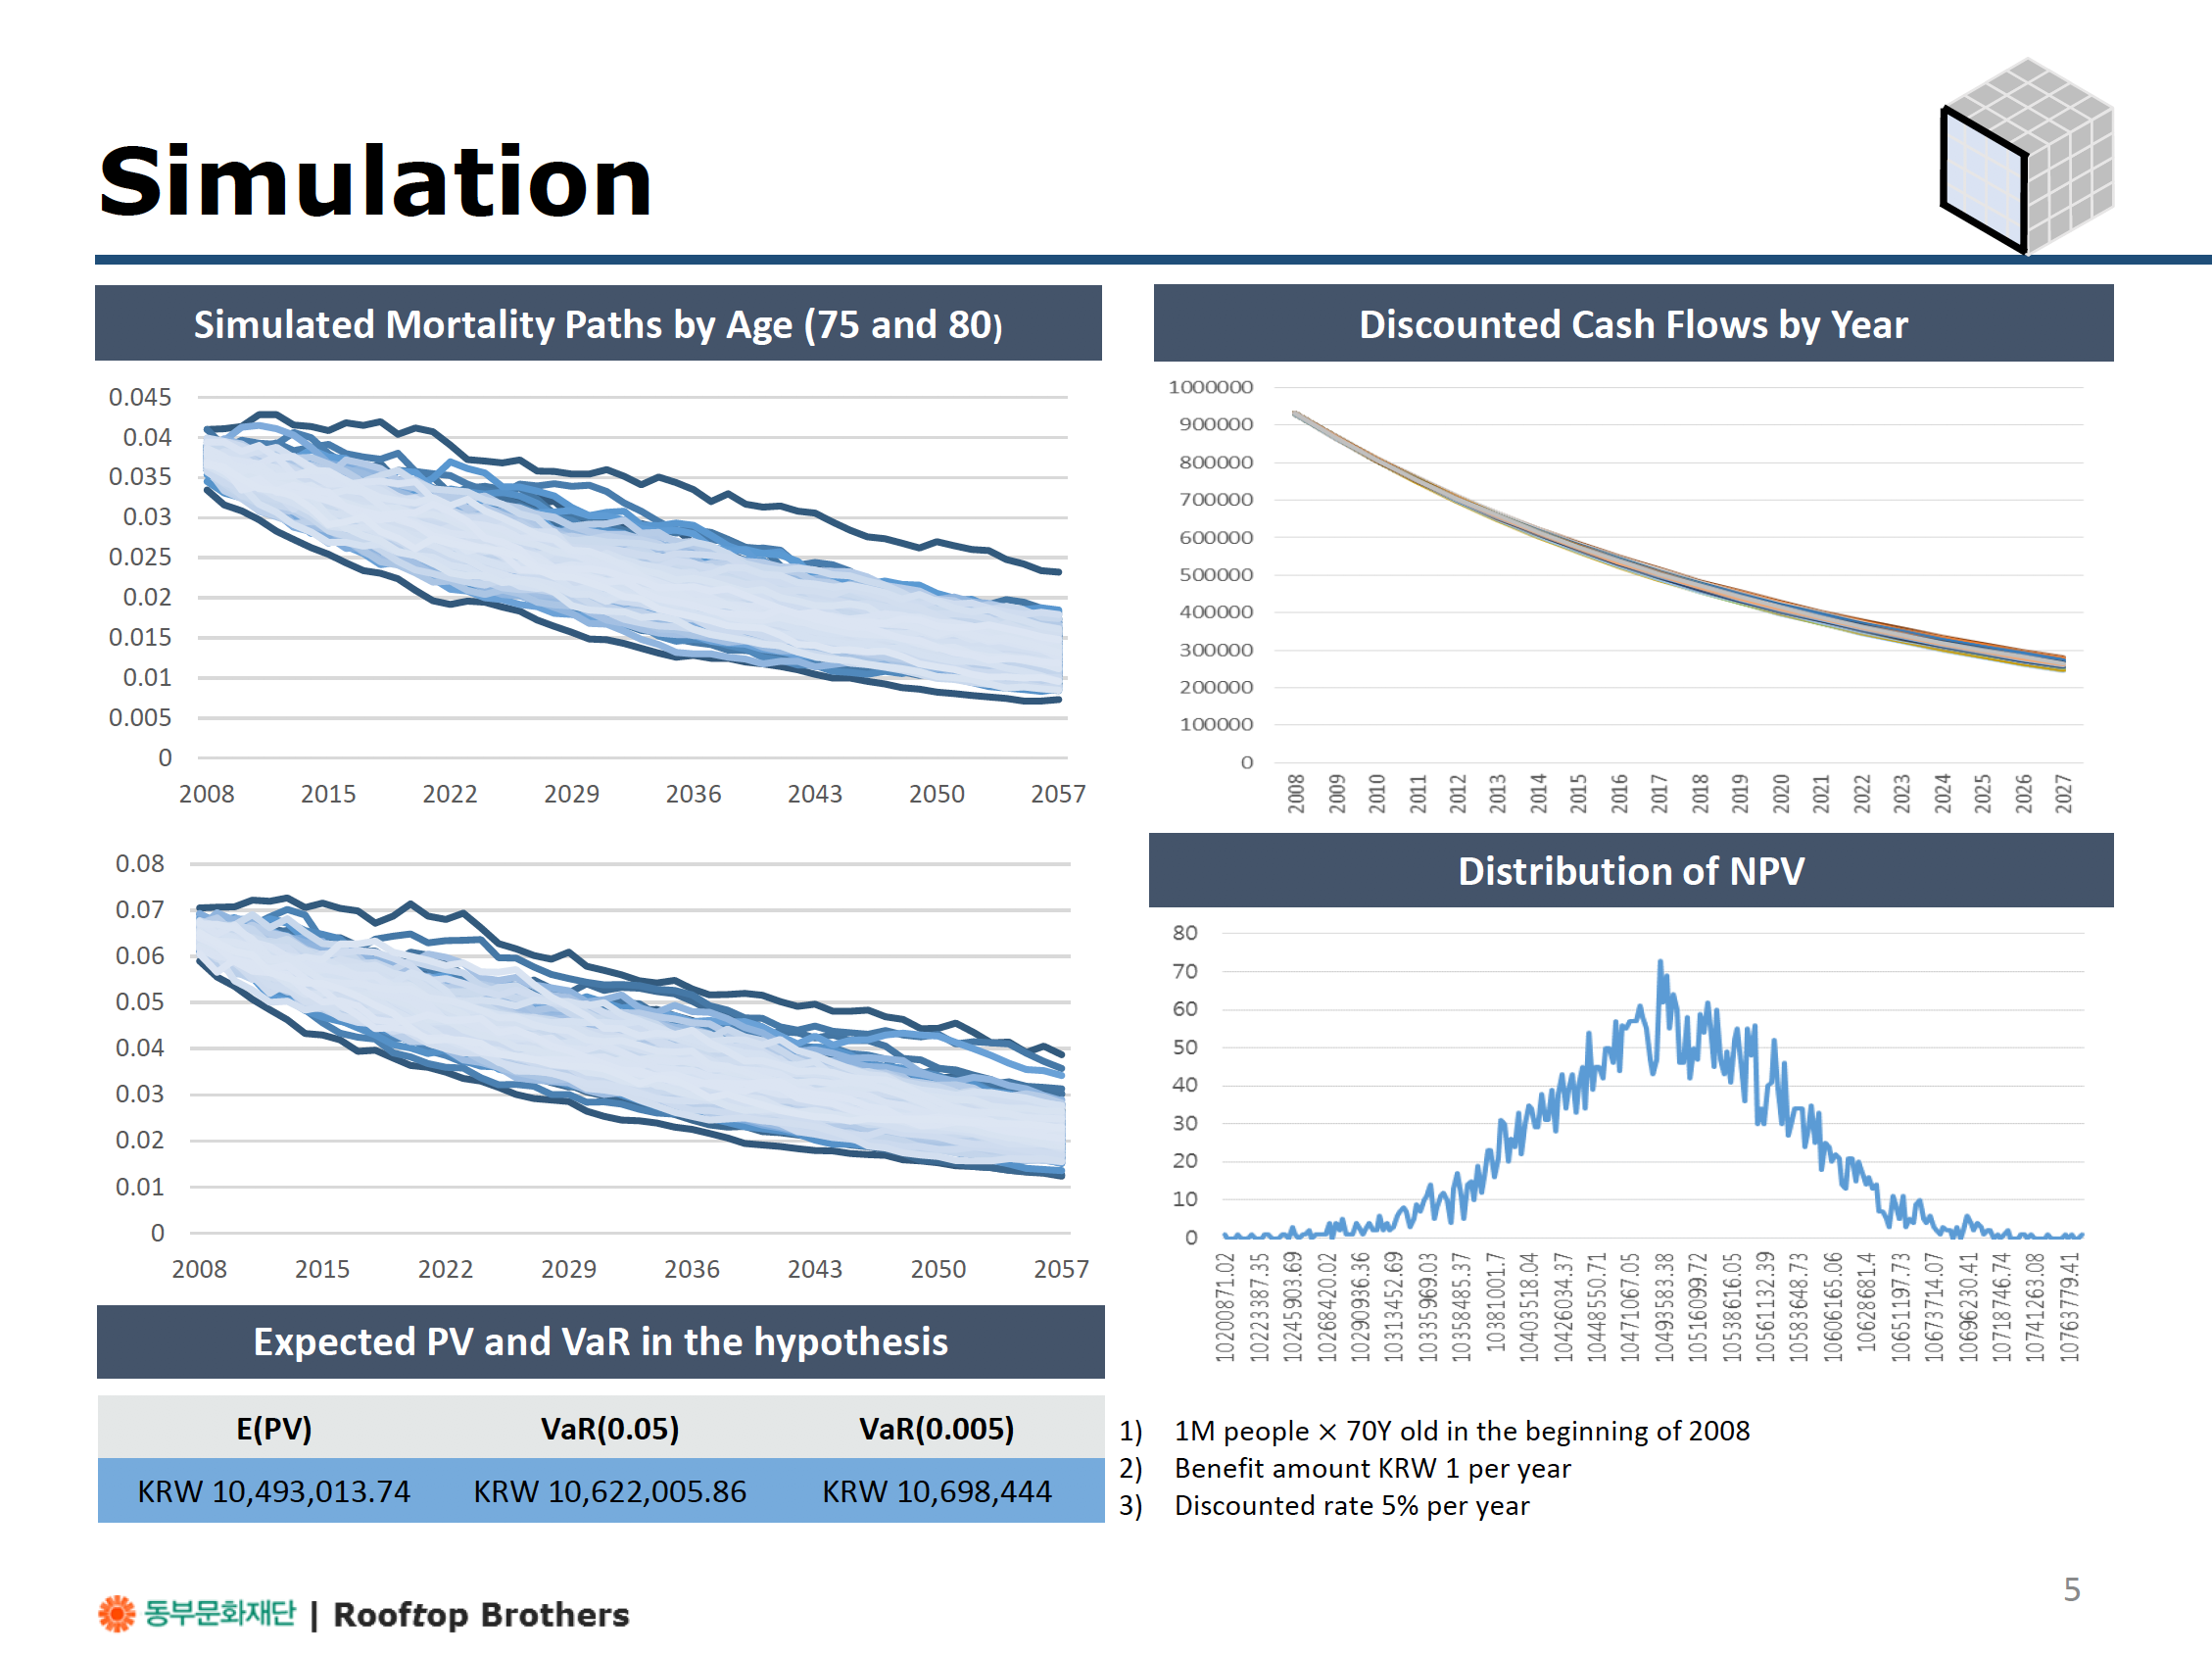 Simulation
Simulated Mortality Paths by Age (75 and 80)
0.045
0.04
0.035
0.03
0.025
0.02
0.015
0.01
0.005
0
2008 2015 2022 2029 2036 2043 2050 2057
0.08
0.07
0.06
0.05
0.04
0.03
0.02
0.01
0
2008 2015 2022 2029 2036 2043 2050 2057
Expected PV and VaR in the hypothesis
E(PV) VaR(0.05) VaR(0.005)
KRW 10,493,013.74 KRW 10,622,005.86 KRW 10,698,444
Discounted Cash Flows by Year
1000000
900000
800000
700000
600000
500000
400000
300000
200000
100000
0
2008 2009 2010 2011 2012 2013 2014 2015 2016 2017 2018 2019 2020 2021 2022 2023 2024 2025 2026 2027
Distribution of NPV
80
70
60
50
40
30
20
10
0
10200871.02 10223387.35 10245903.69 10268420.02 10290936.36 10313452.69 10335969.03 10358485.37 10381001.7 10403518.04 10426034.37 10448550.71 10471067.05 10493583.38 10516099.72 10538616.05 10561132.39 10583648.73 10606165.06 10628681.4 10651197.73 10673714.07 10696230.41 10718746.74 10741263.08 10763779.41
1) 1M people × 70Y old in the beginning of 2008
2) Benefit amount KRW 1 per year
3) Discounted rate 5% per year
동부문화재단 | Rooftop Brothers
5